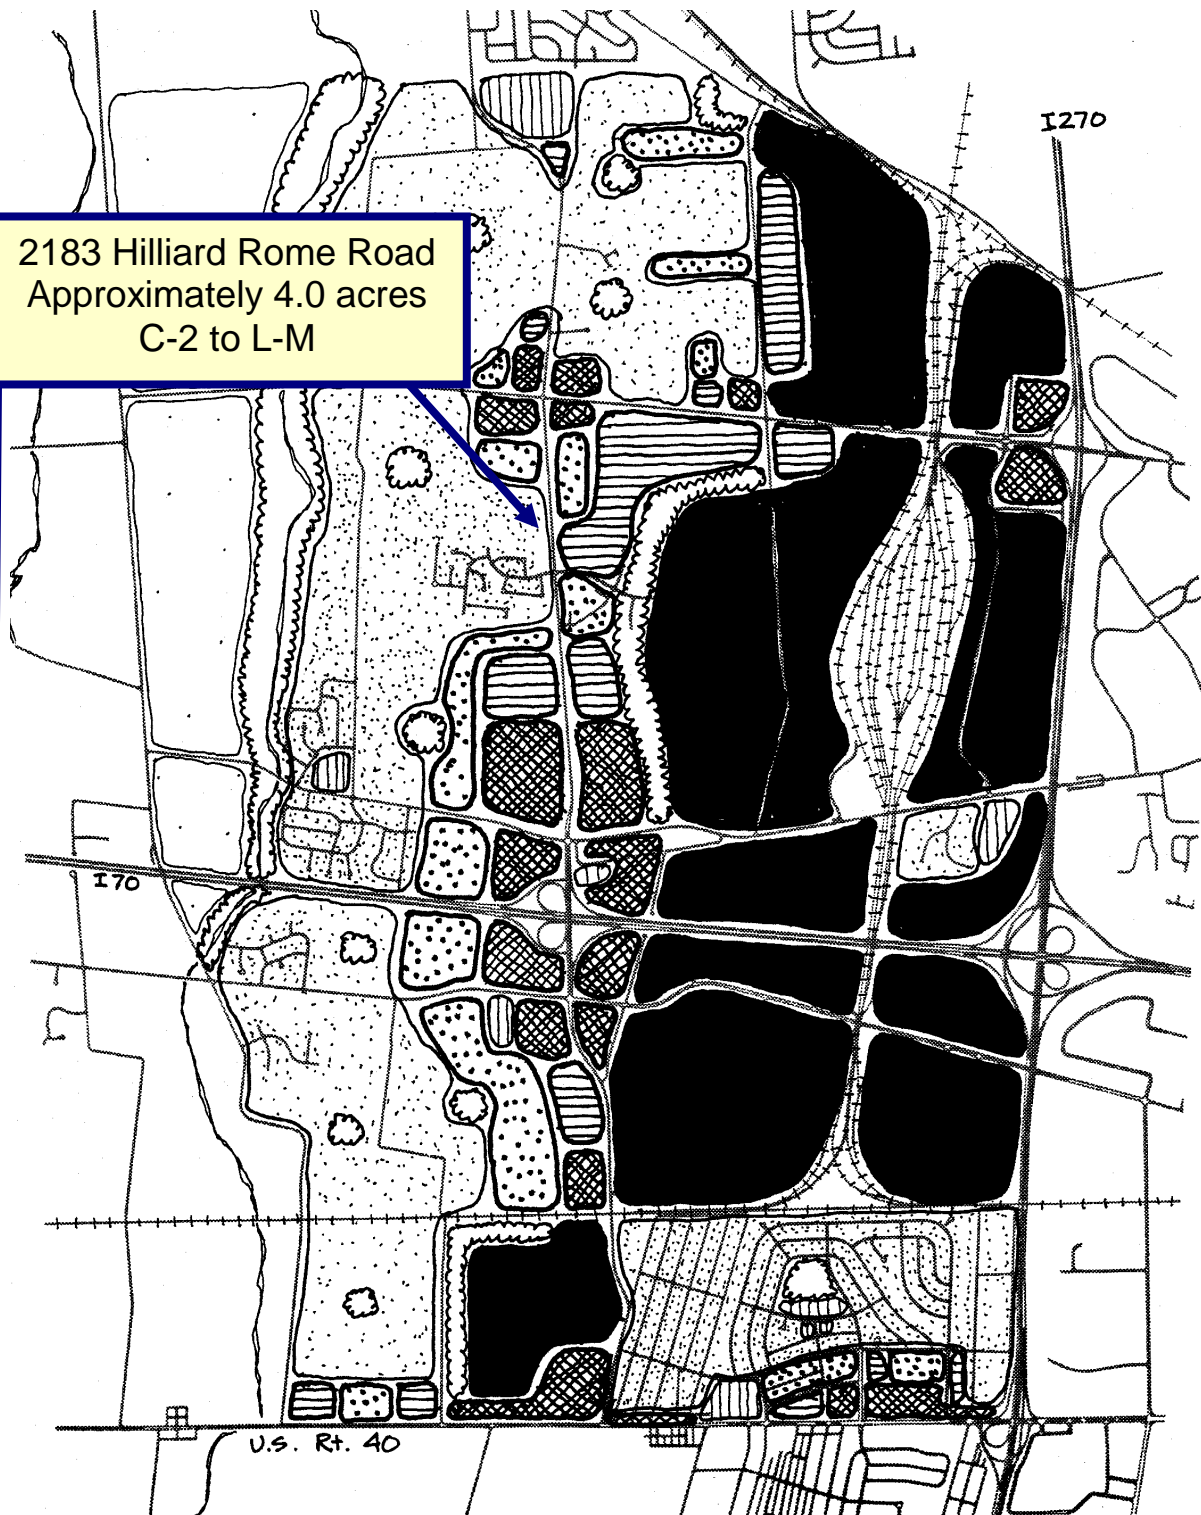 I270
2183 Hilliard Rome Road
Approximately 4.0 acres
C-2 to L-M
I70
U.S. Rt. 40